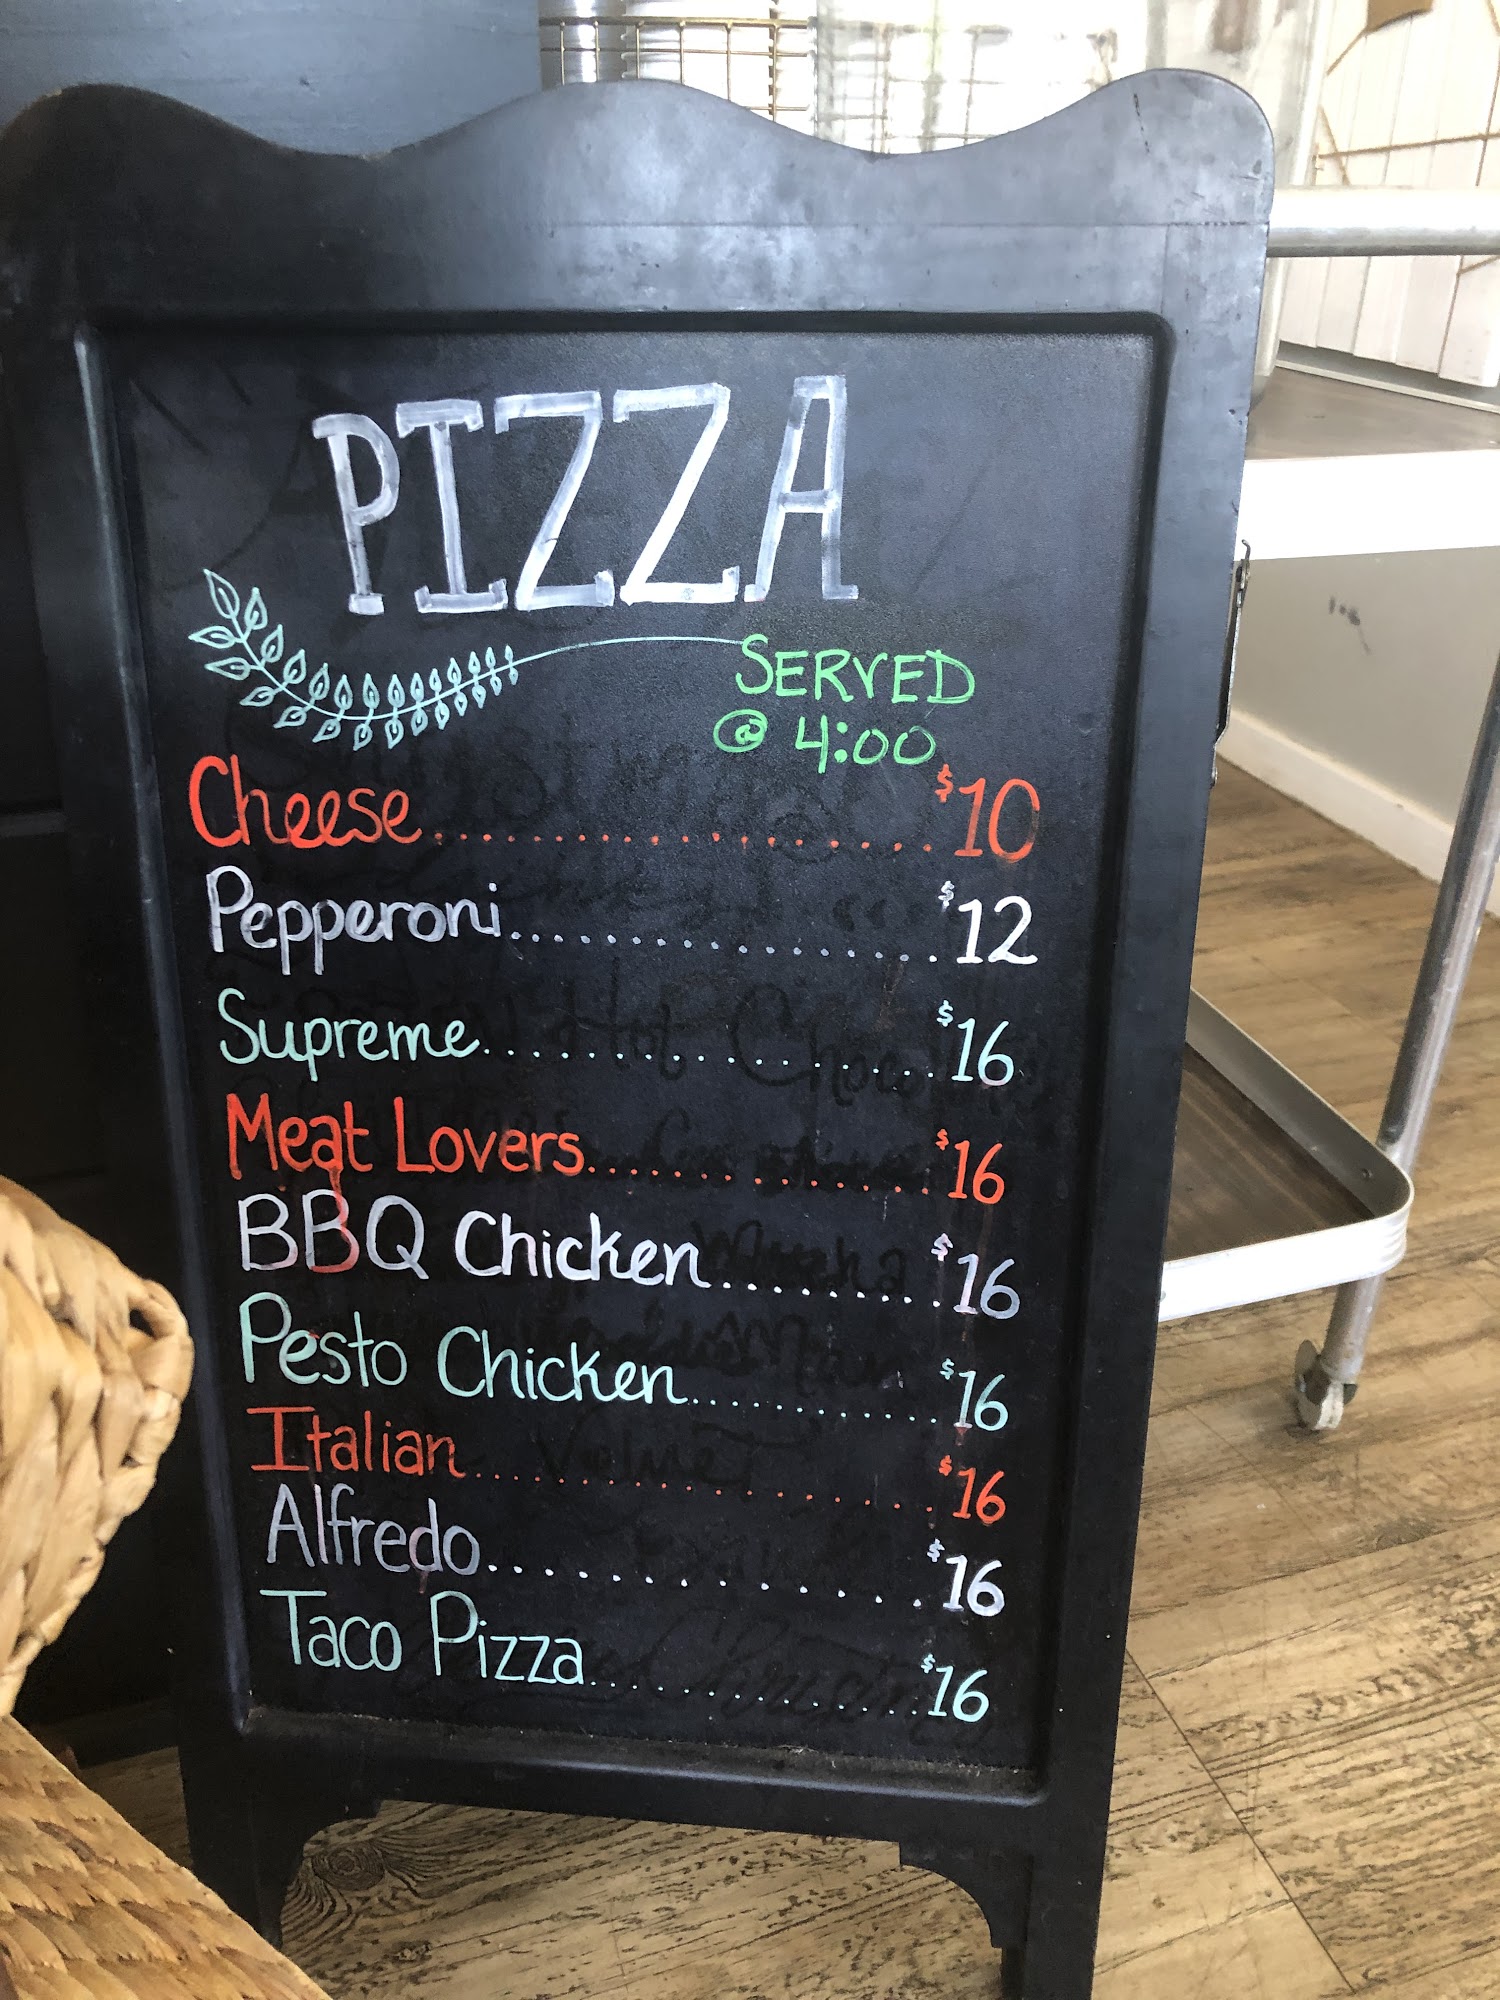 PIZZA
SERVED
@ 4:00
Cheese.................... $10
Pepperoni.................. $12
Supreme................... $16
Meat Lovers............... $16
BBQ Chicken.......... $16
Pesto Chicken............ $16
Italian.................... $16
Alfredo.............. $16
Taco Pizza............... $16